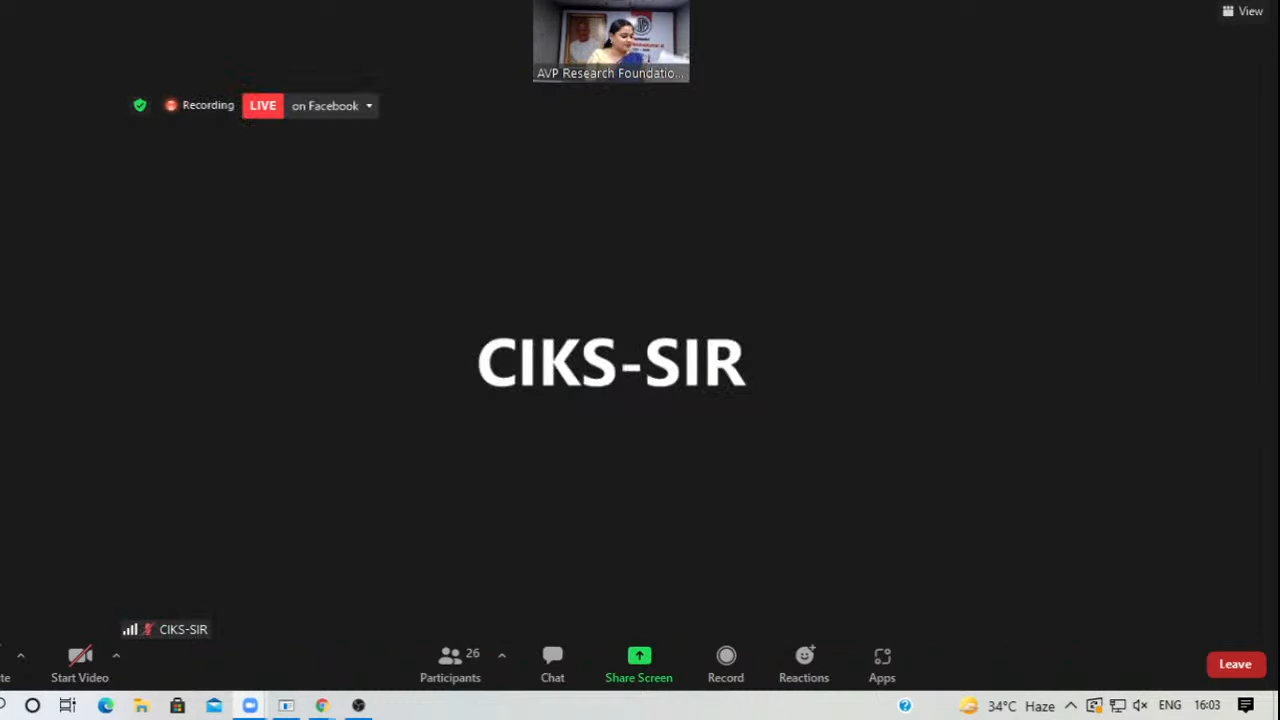 View
AVP Research Foundatio...
Recording LIVE on Facebook
CIKS-SIR
CIKS-SIR
26
te Start Video Participants Chat Share Screen Record Reactions Apps Leave
34°C Haze ENG 16:03